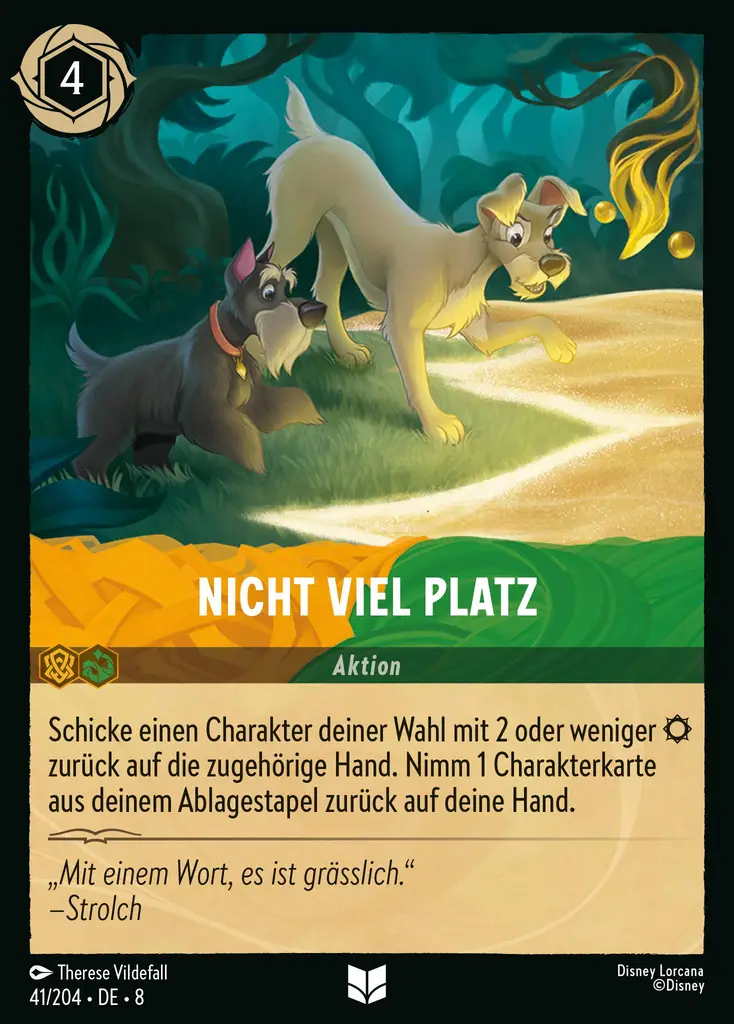 4
NICHT VIEL PLATZ
Aktion
Schicke einen Charakter deiner Wahl mit 2 oder weniger
zurück auf die zugehörige Hand. Nimm 1 Charakterkarte
aus deinem Ablagestapel zurück auf deine Hand.
„Mit einem Wort, es ist grässlich.“
–Strolch
Therese Vildefall
41/204 • DE • 8
Disney Lorcana
©Disney